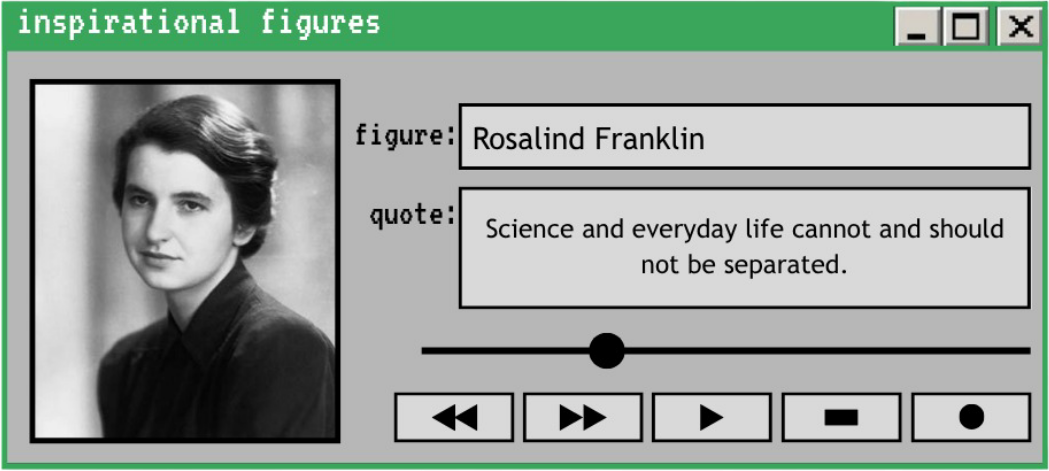 inspirational figures
figure: Rosalind Franklin
quote: Science and everyday life cannot and should
not be separated.